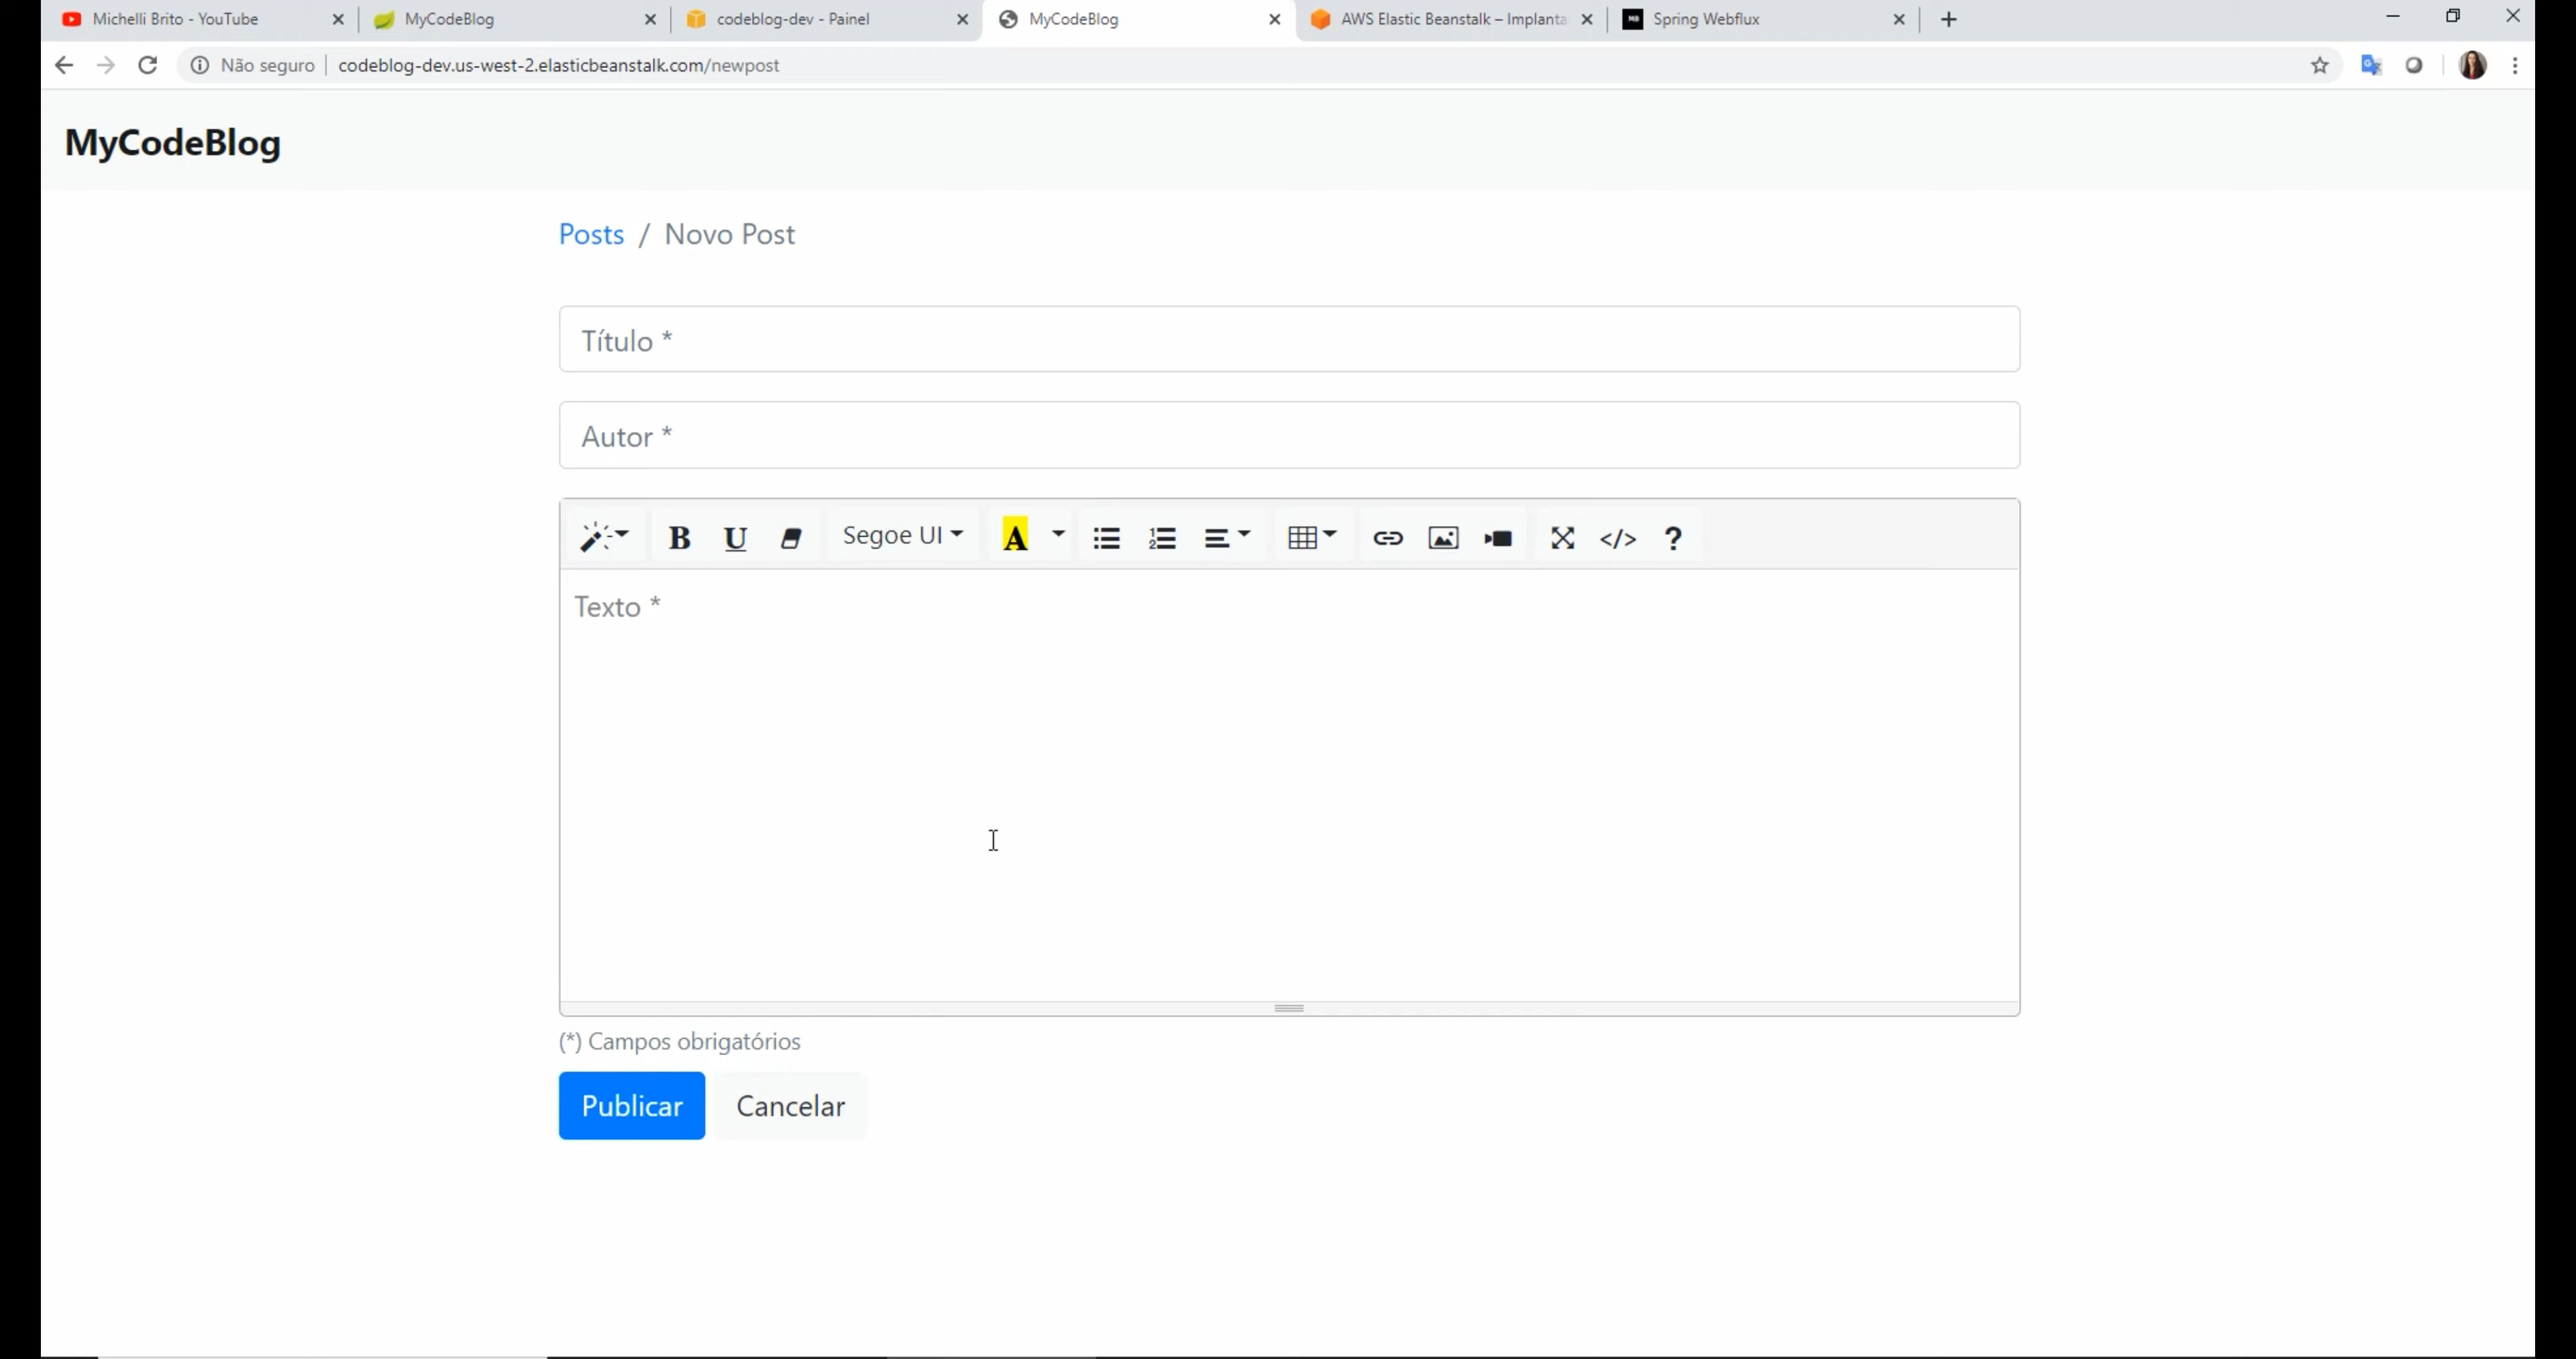 Michelli Brito - YouTube
MyCodeBlog
codeblog-dev - Painel
MyCodeBlog
AWS Elastic Beanstalk – Implanta
MB Spring Webflux
Não seguro
codeblog-dev.us-west-2.elasticbeanstalk.com/newpost
MyCodeBlog
Posts / Novo Post
Título *
Autor *
B U Segoe UI A </> ?
Texto *
(*) Campos obrigatórios
Publicar Cancelar